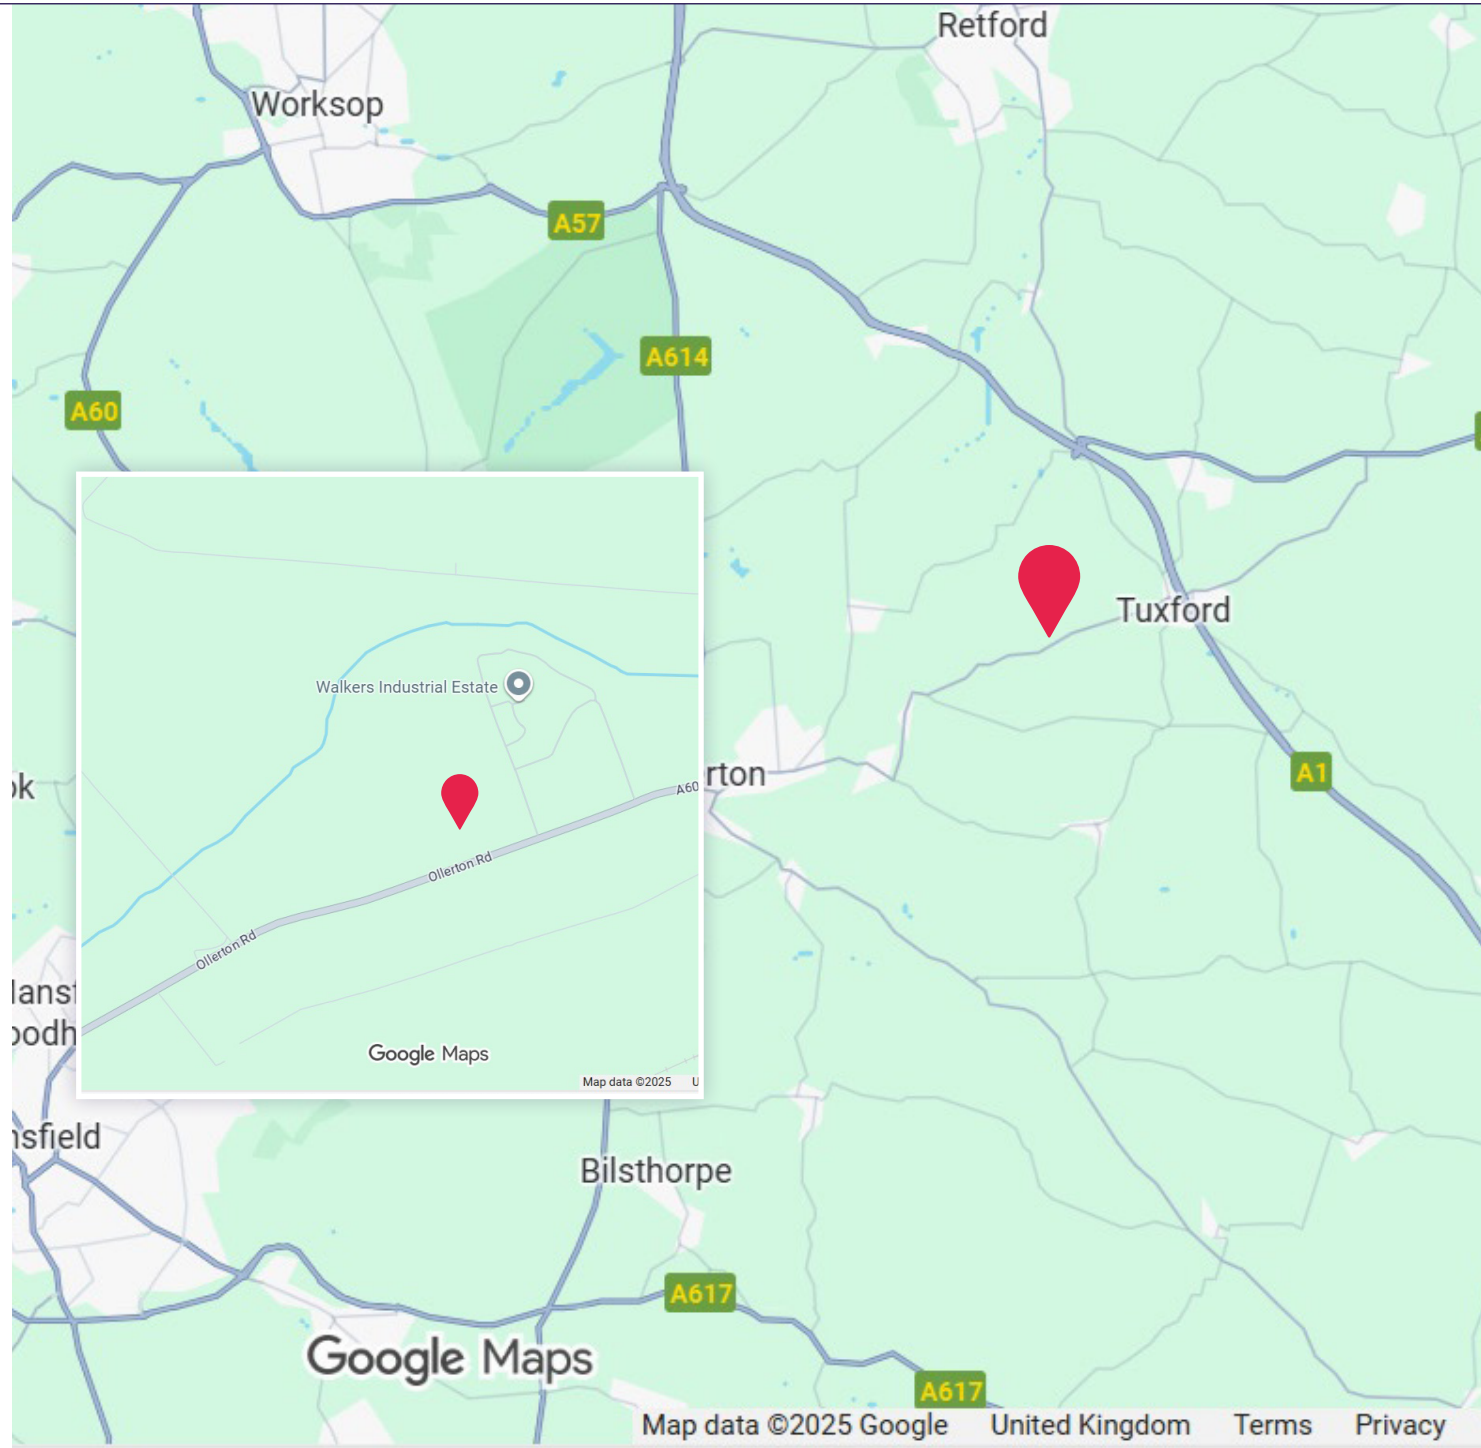 Retford
Worksop
A57
A614
A60
Tuxford
Walkers Industrial Estate
rton
A1
A60
Ollerton Rd
Ollerton Rd
ok
lansf
oodh
Google Maps
Map data ©2025
U
nsfield
Bilsthorpe
A617
Google Maps
A617
Map data ©2025 Google United Kingdom Terms Privacy